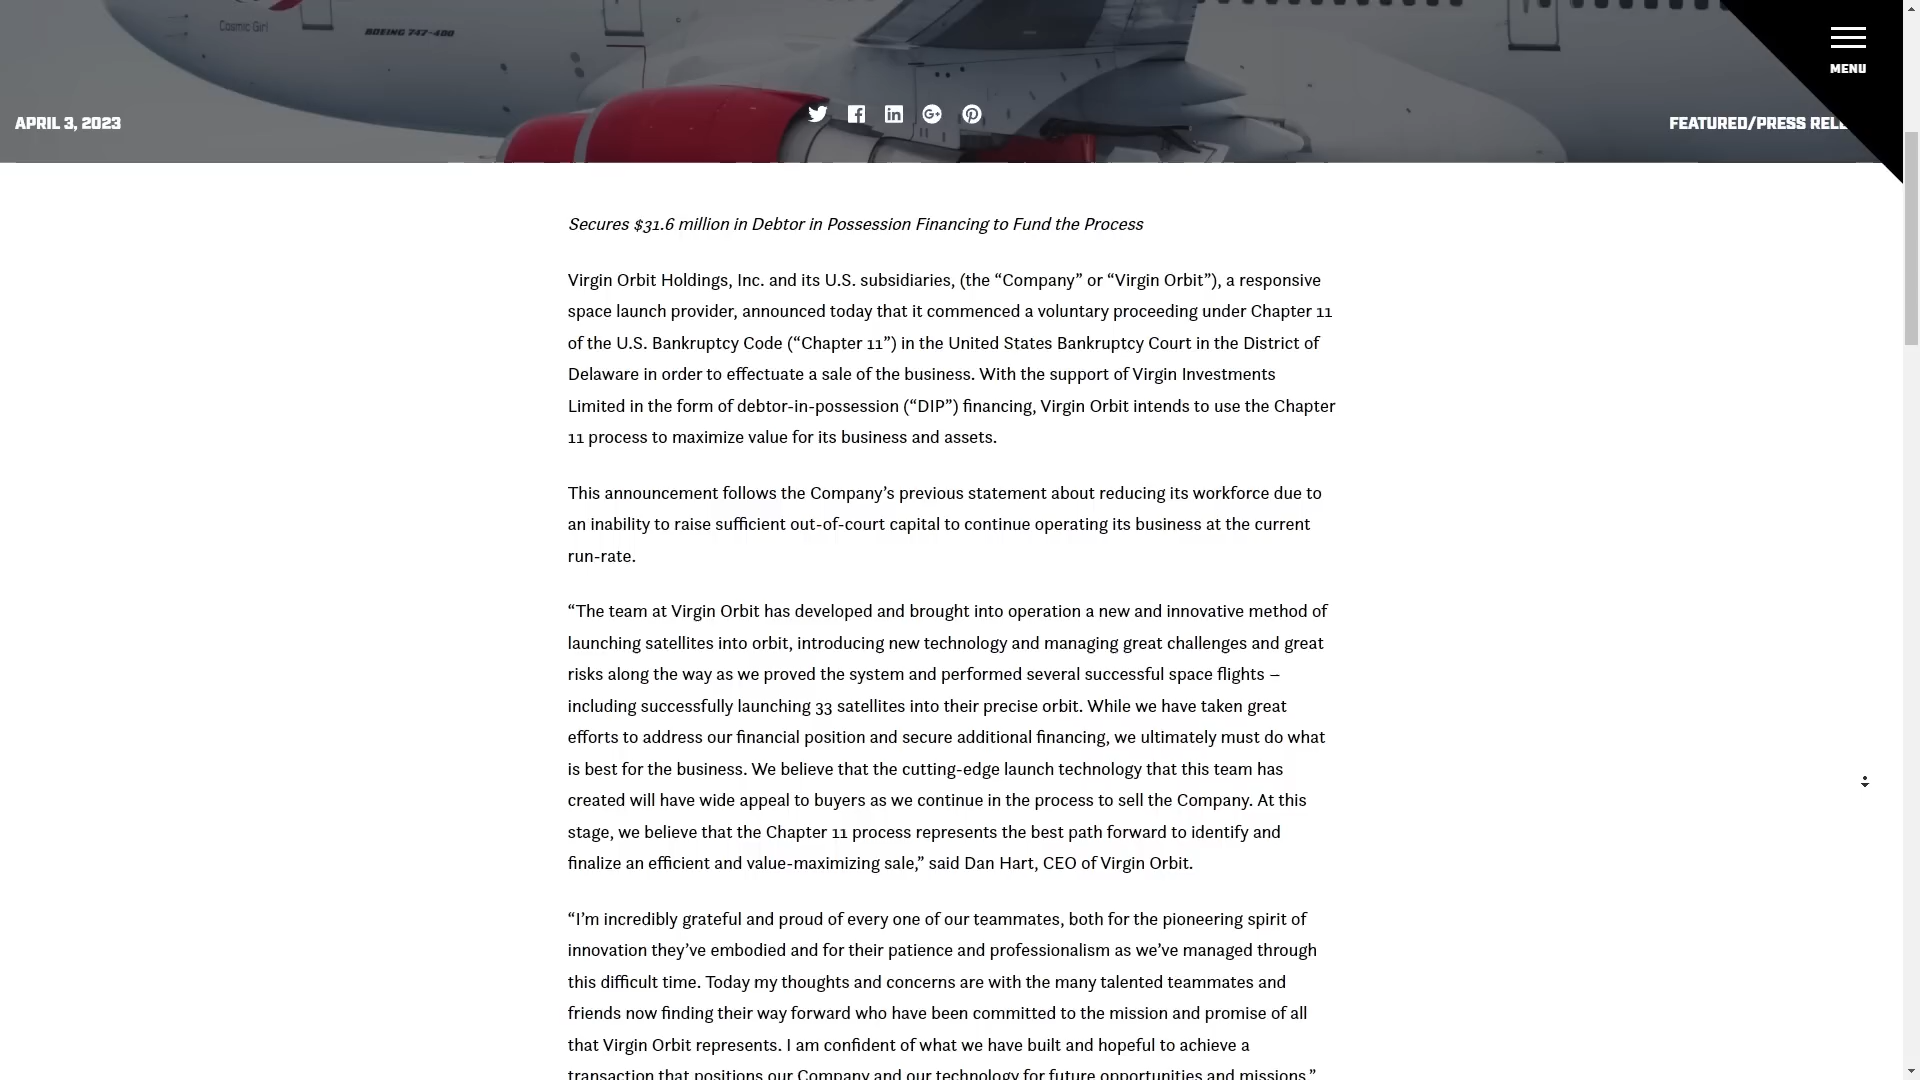 Cosmic Girl
BOEING 747-400
MENU
APRIL 3, 2023
FEATURED/PRESS REL
Secures $31.6 million in Debtor in Possession Financing to Fund the Process
Virgin Orbit Holdings, Inc. and its U.S. subsidiaries, (the “Company” or “Virgin Orbit”), a responsive
space launch provider, announced today that it commenced a voluntary proceeding under Chapter 11
of the U.S. Bankruptcy Code (“Chapter 11”) in the United States Bankruptcy Court in the District of
Delaware in order to effectuate a sale of the business. With the support of Virgin Investments
Limited in the form of debtor-in-possession (“DIP”) financing, Virgin Orbit intends to use the Chapter
11 process to maximize value for its business and assets.
This announcement follows the Company’s previous statement about reducing its workforce due to
an inability to raise sufficient out-of-court capital to continue operating its business at the current
run-rate.
“The team at Virgin Orbit has developed and brought into operation a new and innovative method of
launching satellites into orbit, introducing new technology and managing great challenges and great
risks along the way as we proved the system and performed several successful space flights –
including successfully launching 33 satellites into their precise orbit. While we have taken great
efforts to address our financial position and secure additional financing, we ultimately must do what
is best for the business. We believe that the cutting-edge launch technology that this team has
created will have wide appeal to buyers as we continue in the process to sell the Company. At this
stage, we believe that the Chapter 11 process represents the best path forward to identify and
finalize an efficient and value-maximizing sale,” said Dan Hart, CEO of Virgin Orbit.
“I’m incredibly grateful and proud of every one of our teammates, both for the pioneering spirit of
innovation they’ve embodied and for their patience and professionalism as we’ve managed through
this difficult time. Today my thoughts and concerns are with the many talented teammates and
friends now finding their way forward who have been committed to the mission and promise of all
that Virgin Orbit represents. I am confident of what we have built and hopeful to achieve a
transaction that positions our Company and our technology for future opportunities and missions.”